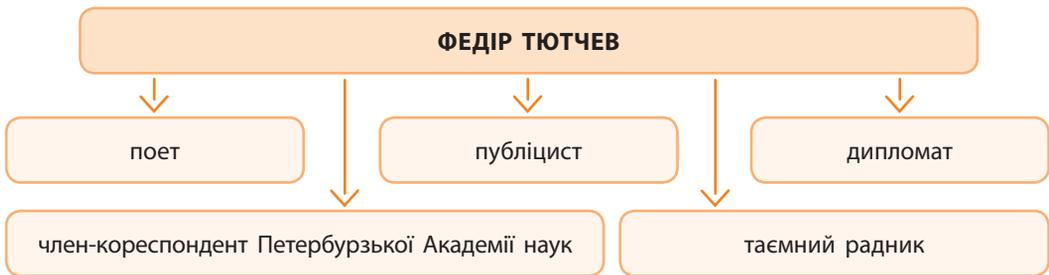 ФЕДІР ТЮТЧЕВ
поет
публіцист
дипломат
член-кореспондент Петербурзької Академії наук
таємний радник